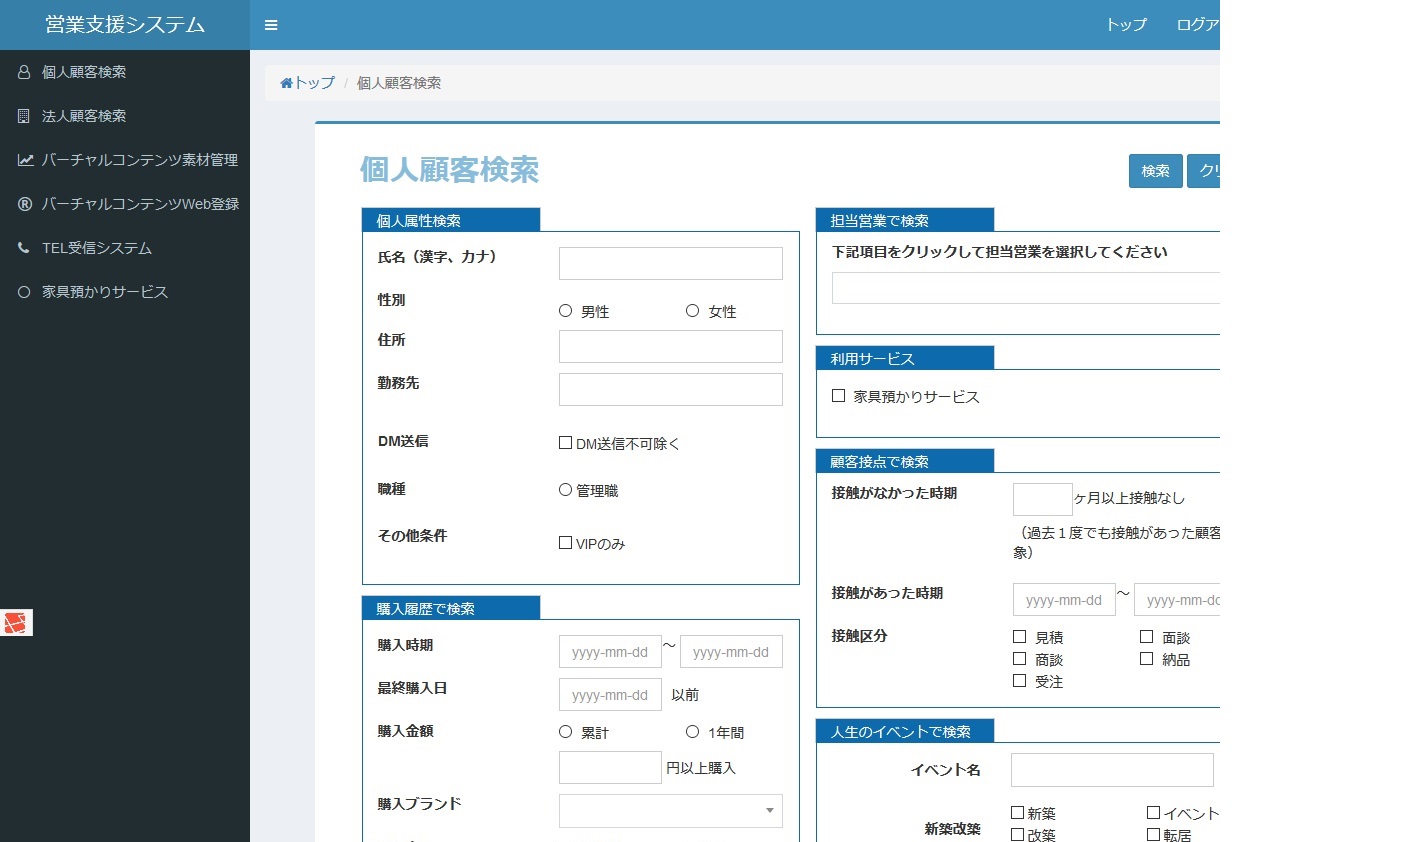 営業支援システム
トップ ログア
個人顧客検索
法人顧客検索
バーチャルコンテンツ素材管理
バーチャルコンテンツWeb登録
TEL受信システム
家具預かりサービス
トップ / 個人顧客検索
個人顧客検索
検索 クリ
個人属性検索
氏名（漢字、カナ）
性別
男性 女性
住所
勤務先
DM送信
DM送信不可除く
職種
管理職
その他条件
VIPのみ
購入履歴で検索
購入時期
yyyy-mm-dd ～ yyyy-mm-dd
最終購入日
yyyy-mm-dd 以前
購入金額
累計 1年間
円以上購入
購入ブランド
担当営業で検索
下記項目をクリックして担当営業を選択してください
利用サービス
家具預かりサービス
顧客接点で検索
接触がなかった時期
ヶ月以上接触なし
（過去１度でも接触があった顧客
象）
接触があった時期
yyyy-mm-dd ～ yyyy-mm-dd
接触区分
見積 面談
商談 納品
受注
人生のイベントで検索
イベント名
新築改築
新築 イベント
改築 転居